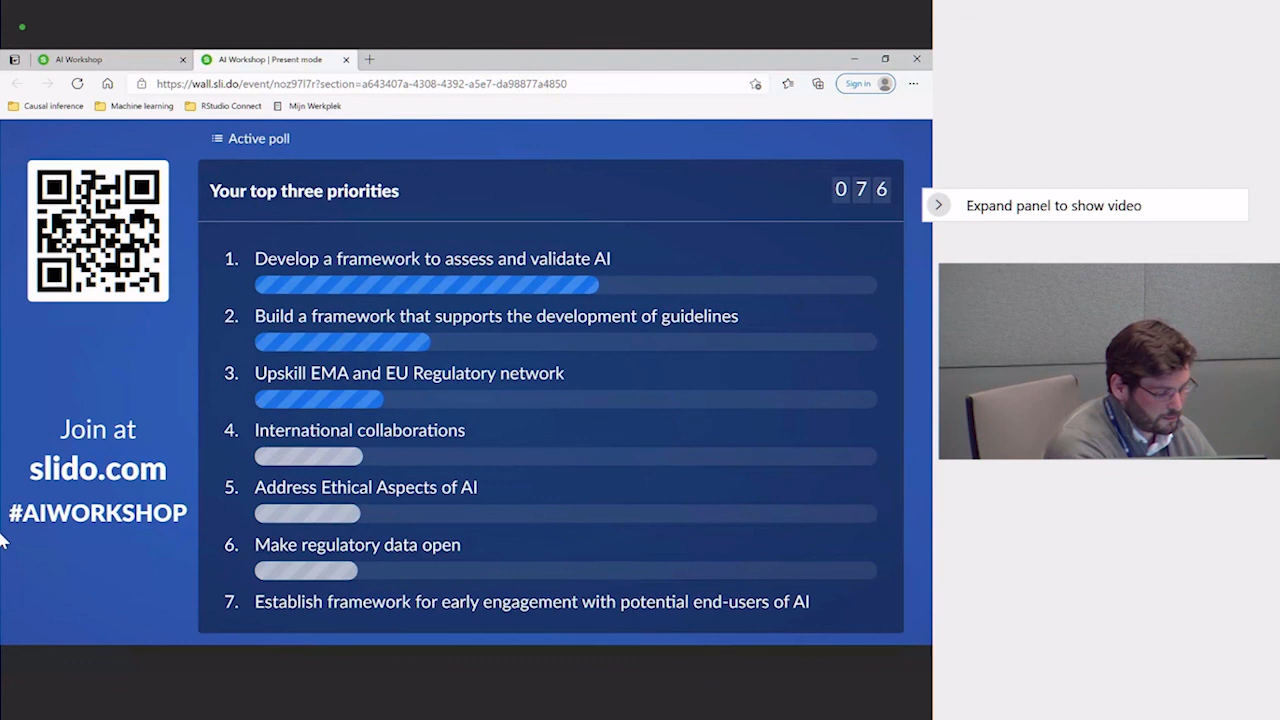 AI Workshop
AI Workshop | Present mode
https://wall.sli.do/event/noz97l7r?section=a643407a-4308-4392-a5e7-da98877a4850
Sign in
Causal inference
Machine learning
RStudio Connect
Mijn Werkplek
Active poll
Your top three priorities
076
1. Develop a framework to assess and validate AI
2. Build a framework that supports the development of guidelines
3. Upskill EMA and EU Regulatory network
4. International collaborations
5. Address Ethical Aspects of AI
6. Make regulatory data open
7. Establish framework for early engagement with potential end-users of AI
Join at
slido.com
#AIWORKSHOP
Expand panel to show video